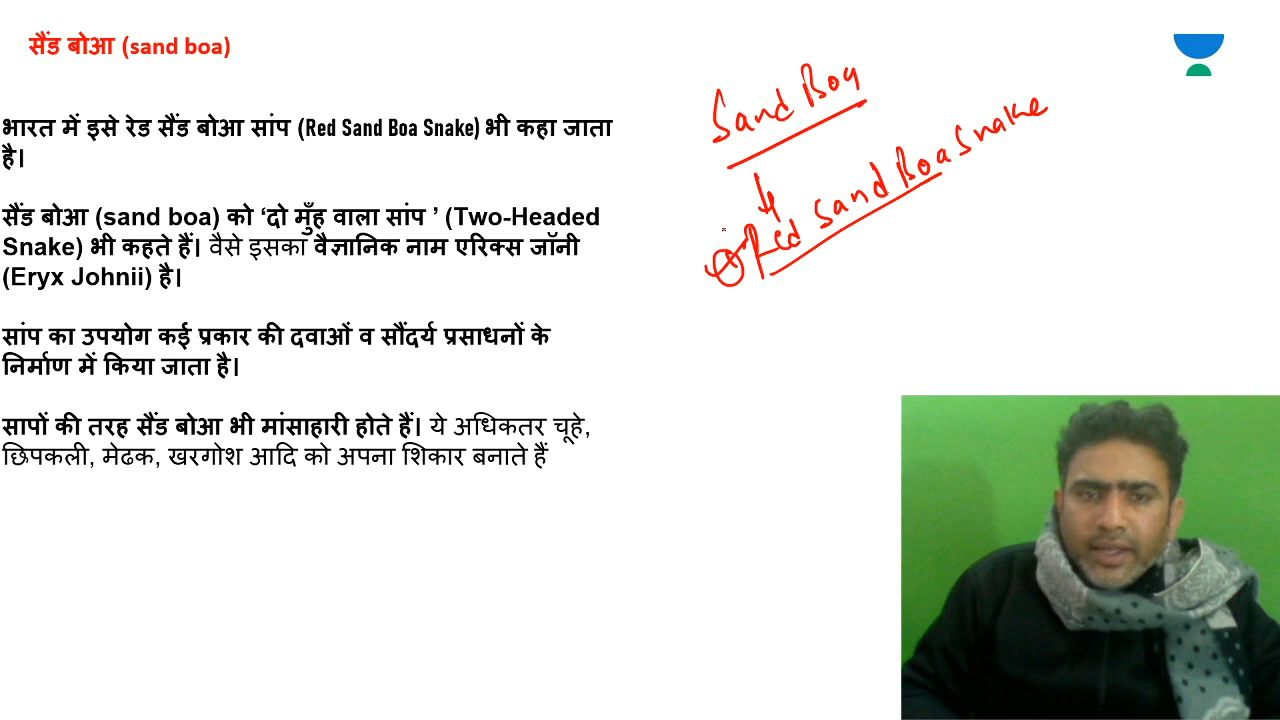 सैंड बोआ (sand boa)
भारत में इसे रेड सैंड बोआ सांप (Red Sand Boa Snake) भी कहा जाता
है।
सैंड बोआ (sand boa) को ‘दो मुँह वाला सांप ’ (Two-Headed
Snake) भी कहते हैं। वैसे इसका वैज्ञानिक नाम एरिक्स जॉनी
(Eryx Johnii) है।
सांप का उपयोग कई प्रकार की दवाओं व सौंदर्य प्रसाधनों के
निर्माण में किया जाता है।
सापों की तरह सैंड बोआ भी मांसाहारी होते हैं। ये अधिकतर चूहे,
छिपकली, मेढक, खरगोश आदि को अपना शिकार बनाते हैं
Sand Boa
Red Sand Boa Snake